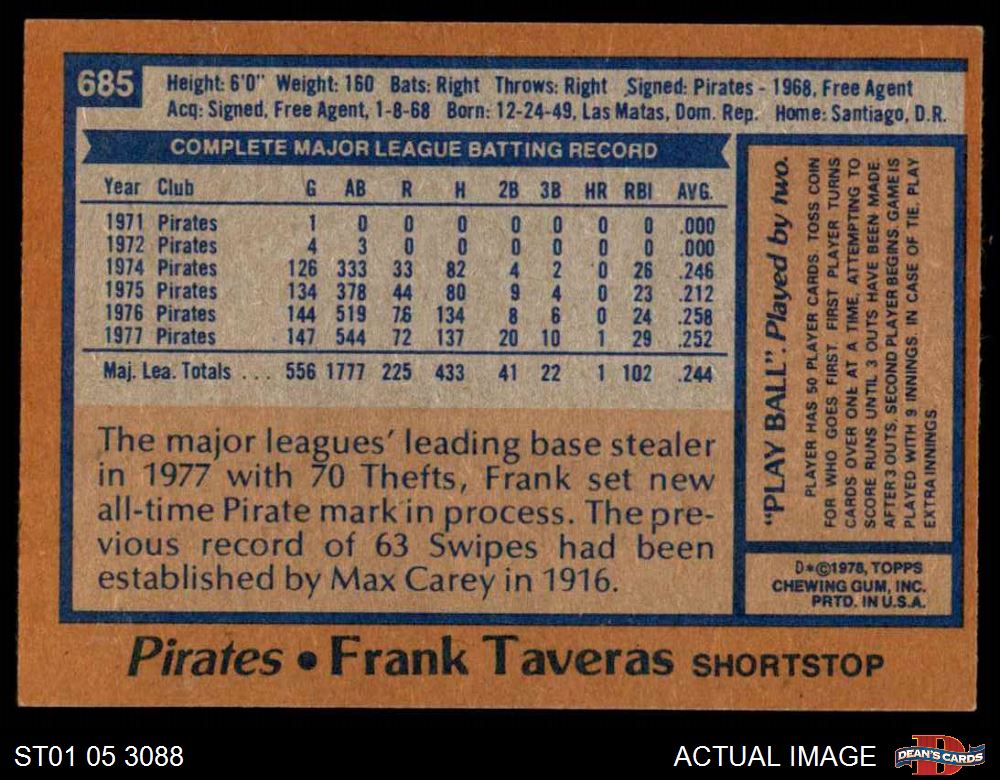 685
Height: 6'0" Weight: 160 Bats: Right Throws: Right Signed: Pirates - 1968, Free Agent
Acq: Signed, Free Agent, 1-8-68 Born: 12-24-49, Las Matas, Dom. Rep. Home: Santiago, D.R.
COMPLETE MAJOR LEAGUE BATTING RECORD
Year Club G AB R H 2B 3B HR RBI AVG.
1971 Pirates 1 0 0 0 0 0 0 0 .000
1972 Pirates 4 3 0 0 0 0 0 0 .000
1974 Pirates 126 333 33 82 4 2 0 26 .246
1975 Pirates 134 378 44 80 9 4 0 23 .212
1976 Pirates 144 519 76 134 8 6 0 24 .258
1977 Pirates 147 544 72 137 20 10 1 29 .252
Maj. Lea. Totals ... 556 1777 225 433 41 22 1 102 .244
The major leagues' leading base stealer
in 1977 with 70 Thefts, Frank set new
all-time Pirate mark in process. The pre-
vious record of 63 Swipes had been
established by Max Carey in 1916.
"PLAY BALL". Played by two.
PLAYER HAS 50 PLAYER CARDS. TOSS COIN
FOR WHO GOES FIRST. FIRST PLAYER TURNS
CARDS OVER ONE AT A TIME, ATTEMPTING TO
SCORE RUNS UNTIL 3 OUTS HAVE BEEN MADE.
AFTER 3 OUTS, SECOND PLAYER BEGINS. GAME IS
PLAYED WITH 9 INNINGS. IN CASE OF TIE, PLAY
EXTRA INNINGS.
D*©1978, TOPPS
CHEWING GUM, INC.
PRTD. IN U.S.A.
Pirates • Frank Taveras SHORTSTOP
ST01 05 3088
ACTUAL IMAGE
D
DEAN'S CARDS